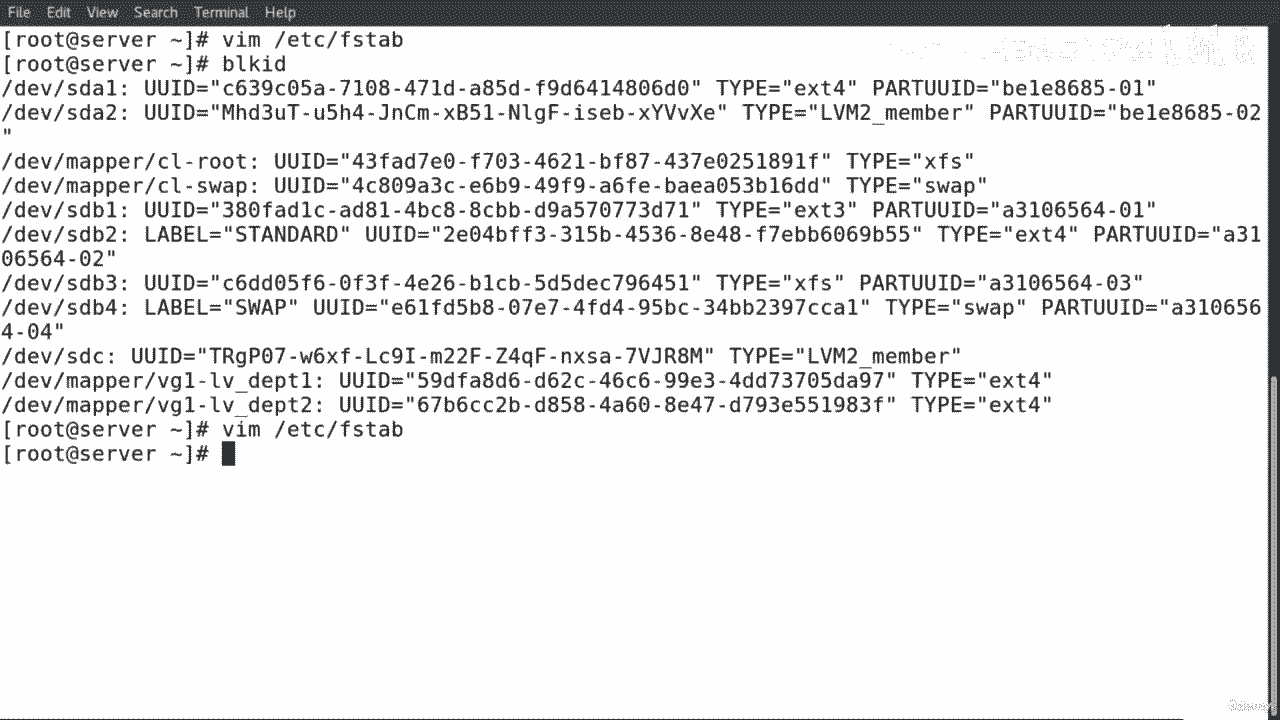 File Edit View Search Terminal Help
[root@server ~]# vim /etc/fstab
[root@server ~]# blkid
/dev/sda1: UUID="c639c05a-7108-471d-a85d-f9d6414806d0" TYPE="ext4" PARTUUID="be1e8685-01"
/dev/sda2: UUID="Mhd3uT-u5h4-JnCm-xB51-NlgF-iseb-xYVvXe" TYPE="LVM2_member" PARTUUID="be1e8685-02
"
/dev/mapper/cl-root: UUID="43fad7e0-f703-4621-bf87-437e0251891f" TYPE="xfs"
/dev/mapper/cl-swap: UUID="4c809a3c-e6b9-49f9-a6fe-baea053b16dd" TYPE="swap"
/dev/sdb1: UUID="380fad1c-ad81-4bc8-8cbb-d9a570773d71" TYPE="ext3" PARTUUID="a3106564-01"
/dev/sdb2: LABEL="STANDARD" UUID="2e04bff3-315b-4536-8e48-f7ebb6069b55" TYPE="ext4" PARTUUID="a31
06564-02"
/dev/sdb3: UUID="c6dd05f6-0f3f-4e26-b1cb-5d5dec796451" TYPE="xfs" PARTUUID="a3106564-03"
/dev/sdb4: LABEL="SWAP" UUID="e61fd5b8-07e7-4fd4-95bc-34bb2397cca1" TYPE="swap" PARTUUID="a310656
4-04"
/dev/sdc: UUID="TRgP07-w6xf-Lc9I-m22F-Z4qF-nxsa-7VJR8M" TYPE="LVM2_member"
/dev/mapper/vg1-lv_dept1: UUID="59dfa8d6-d62c-46c6-99e3-4dd73705da97" TYPE="ext4"
/dev/mapper/vg1-lv_dept2: UUID="67b6cc2b-d858-4a60-8e47-d793e551983f" TYPE="ext4"
[root@server ~]# vim /etc/fstab
[root@server ~]#